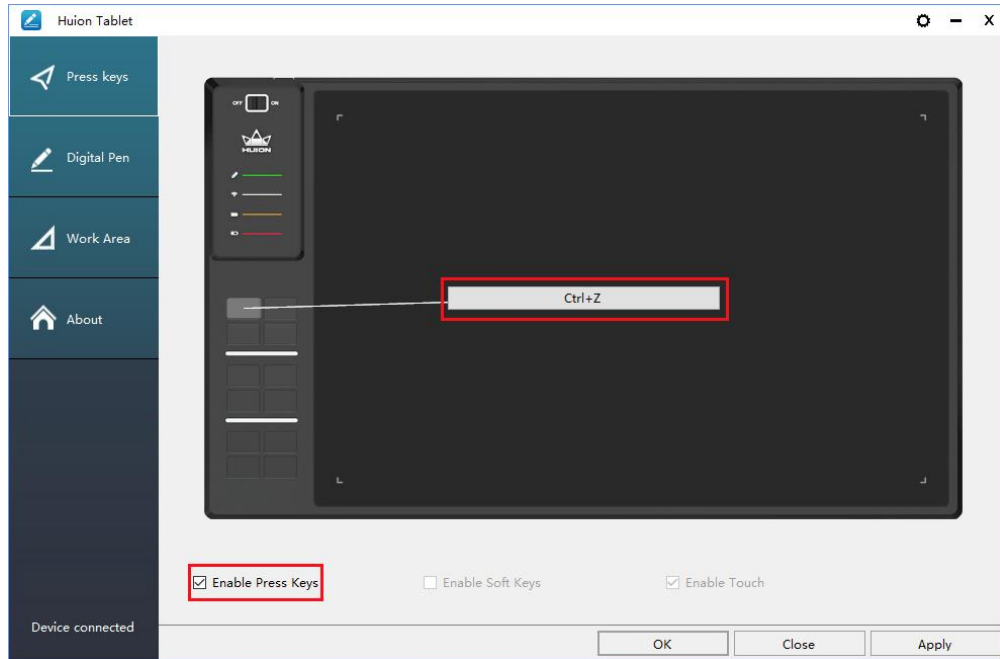 Huion Tablet
Press keys
Digital Pen
Work Area
About
Device connected
OFF ON
HUION
Ctrl+Z
Enable Press Keys
Enable Soft Keys
Enable Touch
OK
Close
Apply